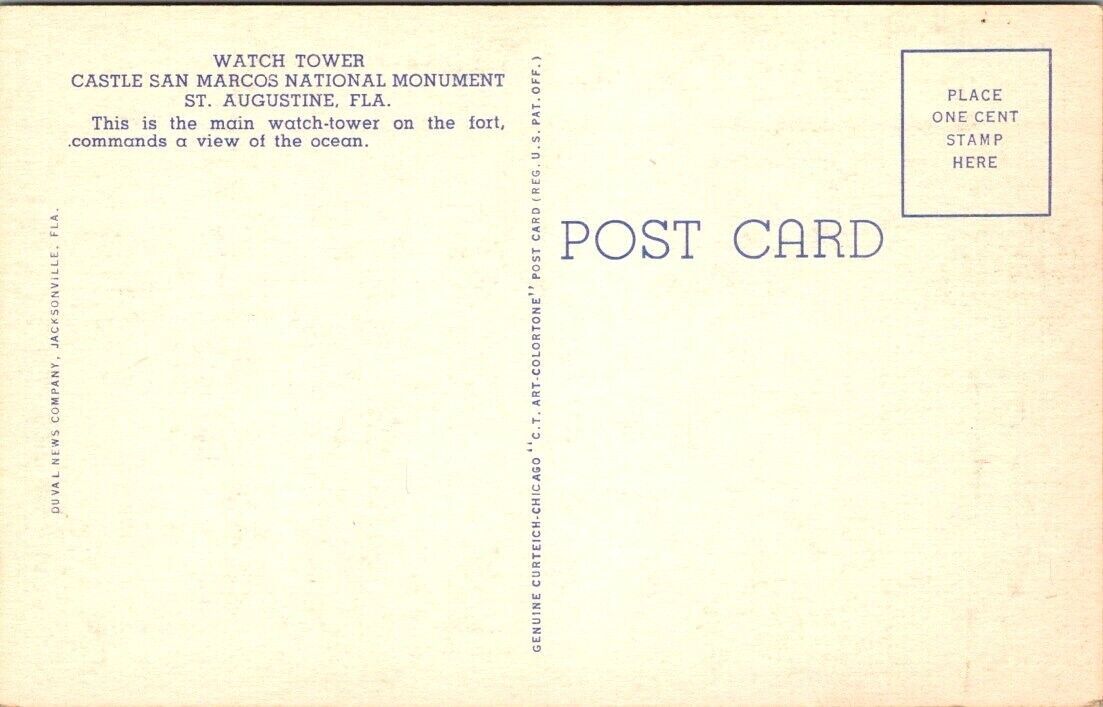 WATCH TOWER
CASTLE SAN MARCOS NATIONAL MONUMENT
ST. AUGUSTINE, FLA.
This is the main watch-tower on the fort,
.commands a view of the ocean.
DUVAL NEWS COMPANY, JACKSONVILLE, FLA.
GENUINE CURTEICH-CHICAGO "C.T. ART-COLORTONE" POST CARD (REG. U.S. PAT. OFF.)
POST CARD
PLACE
ONE CENT
STAMP
HERE